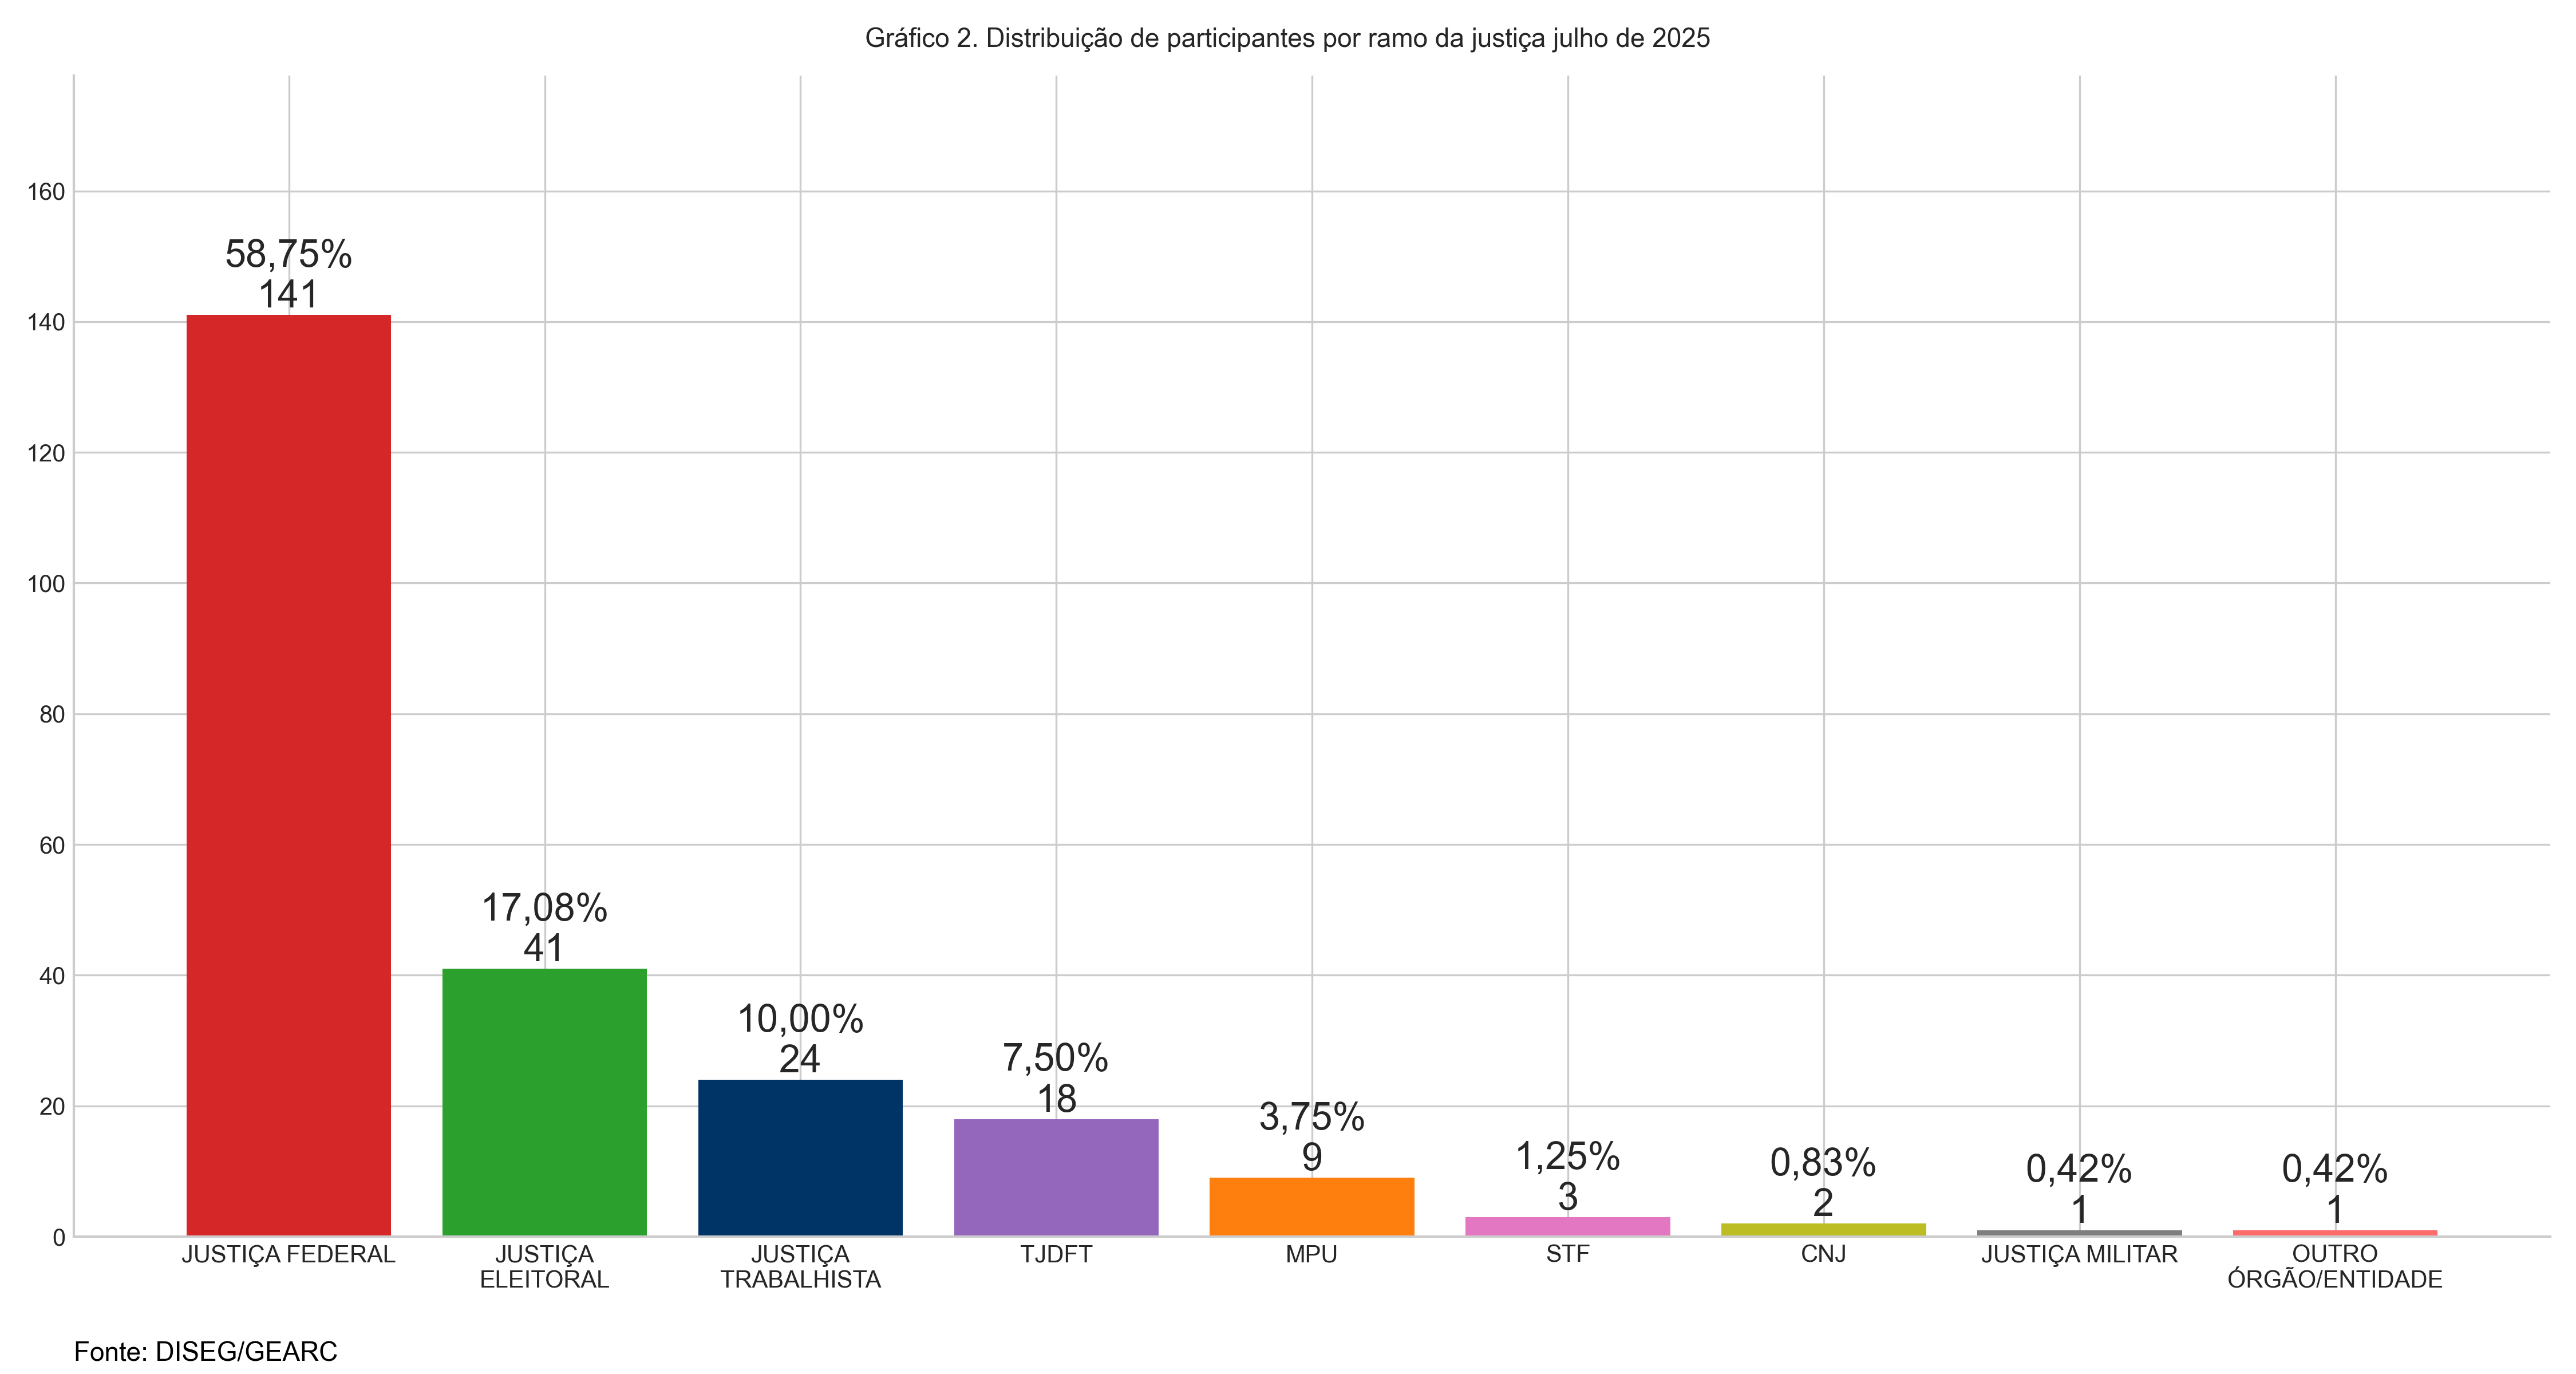 Gráfico 2. Distribuição de participantes por ramo da justiça julho de 2025
160
140
120
100
80
60
40
20
0
58,75%
141
17,08%
41
10,00%
24
7,50%
18
3,75%
9
1,25%
3
0,83%
2
0,42%
1
0,42%
1
JUSTIÇA FEDERAL
JUSTIÇA
ELEITORAL
JUSTIÇA
TRABALHISTA
TJDFT
MPU
STF
CNJ
JUSTIÇA MILITAR
OUTRO
ÓRGÃO/ENTIDADE
Fonte: DISEG/GEARC